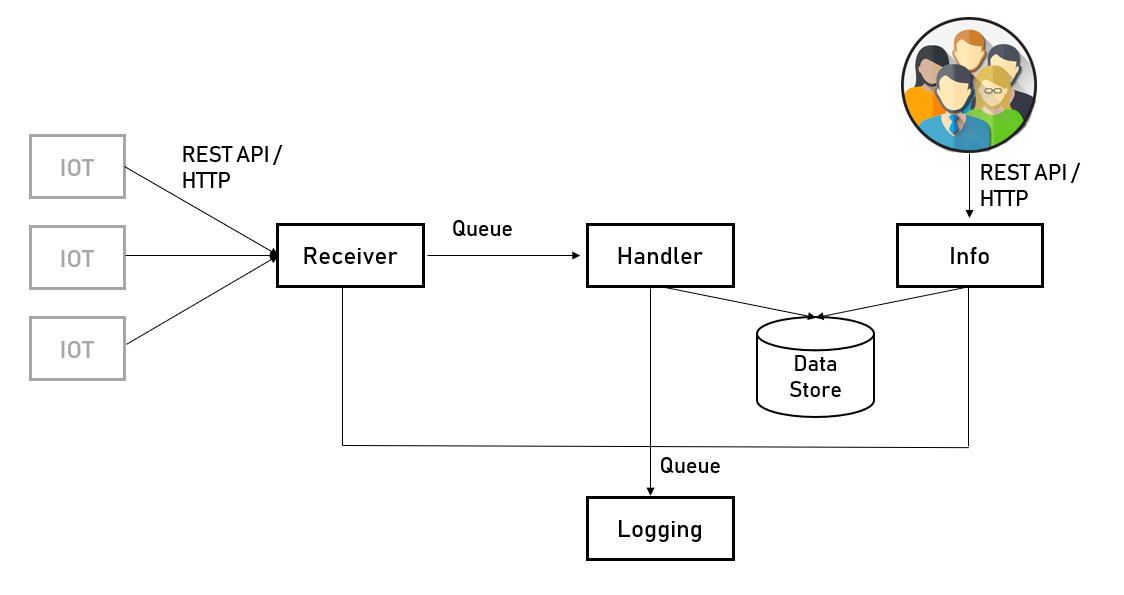 REST API /
HTTP
IOT
IOT
IOT
Receiver
Queue
Handler
REST API /
HTTP
Info
Data
Store
Queue
Logging